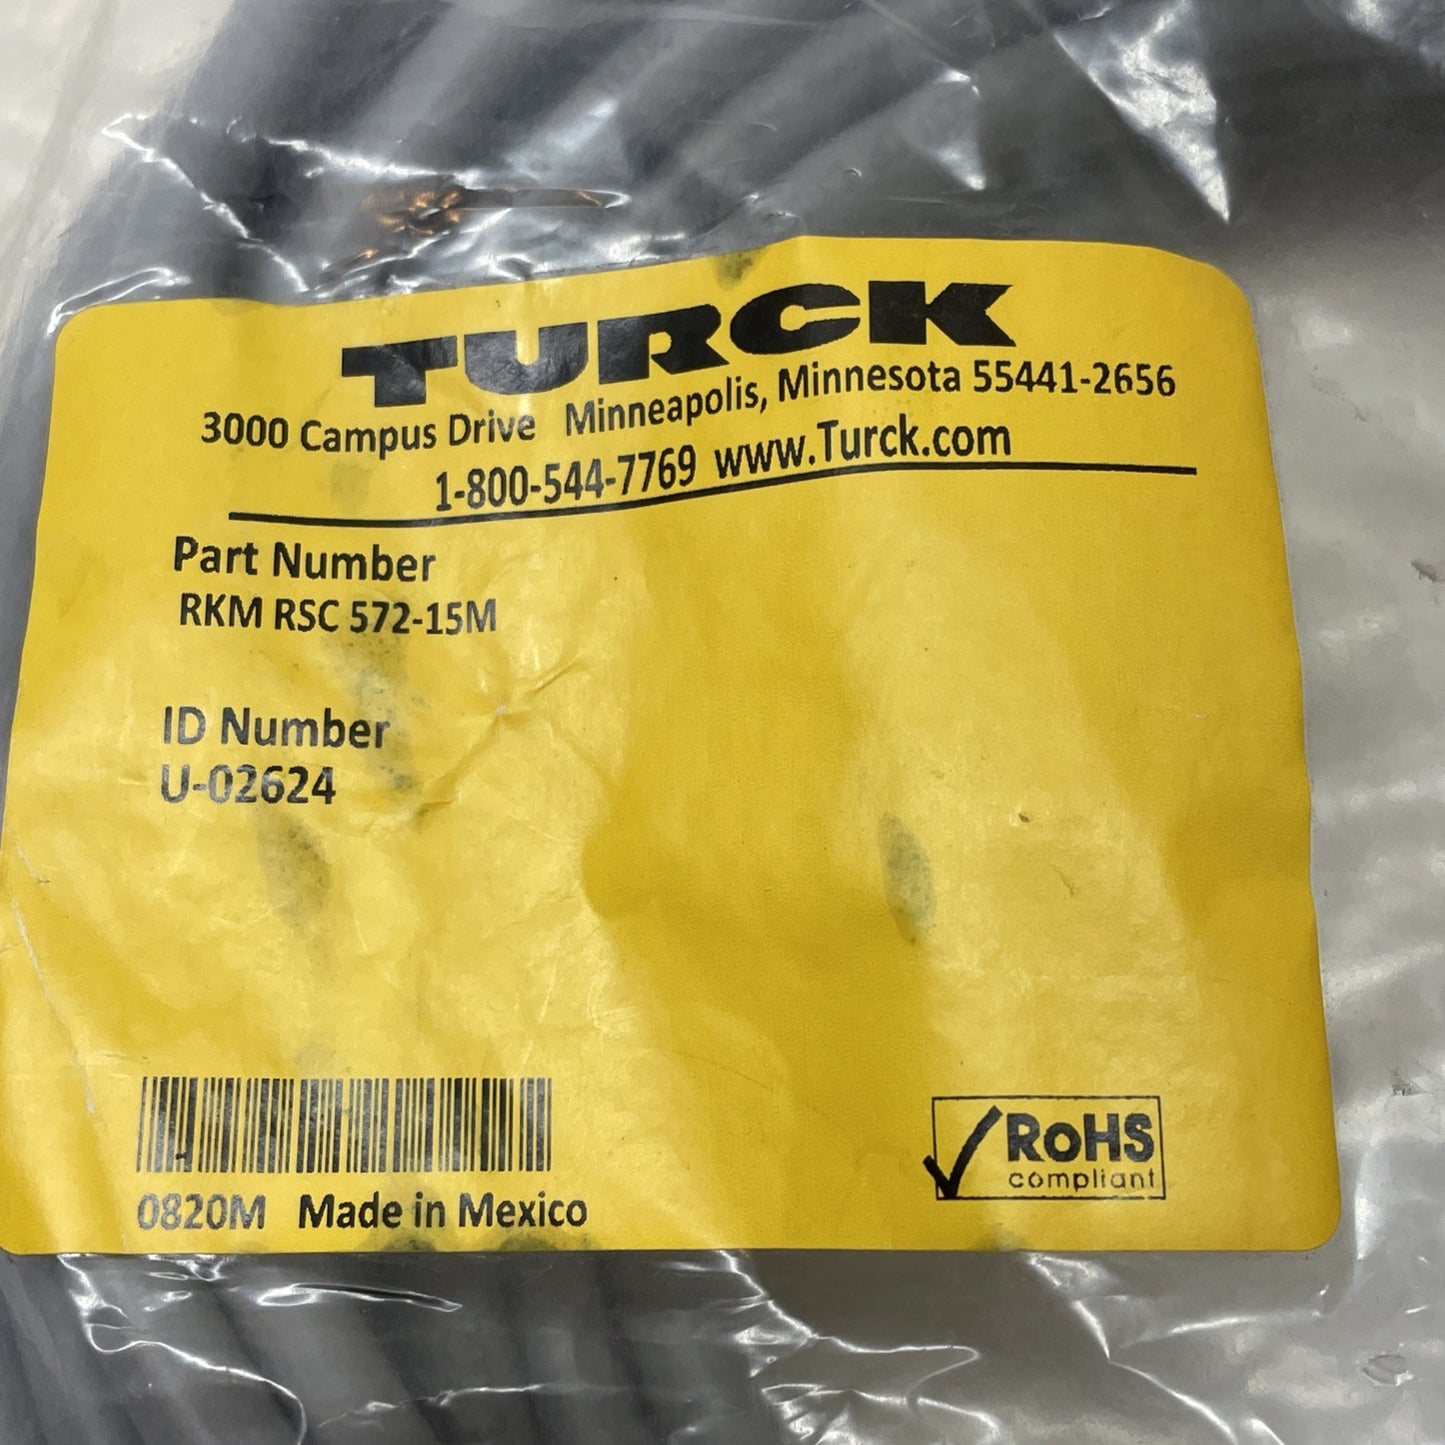 TURCK
3000 Campus Drive Minneapolis, Minnesota 55441-2656
1-800-544-7769 www.Turck.com
Part Number
RKM RSC 572-15M
ID Number
U-02624
RoHS
compliant
0820M Made in Mexico